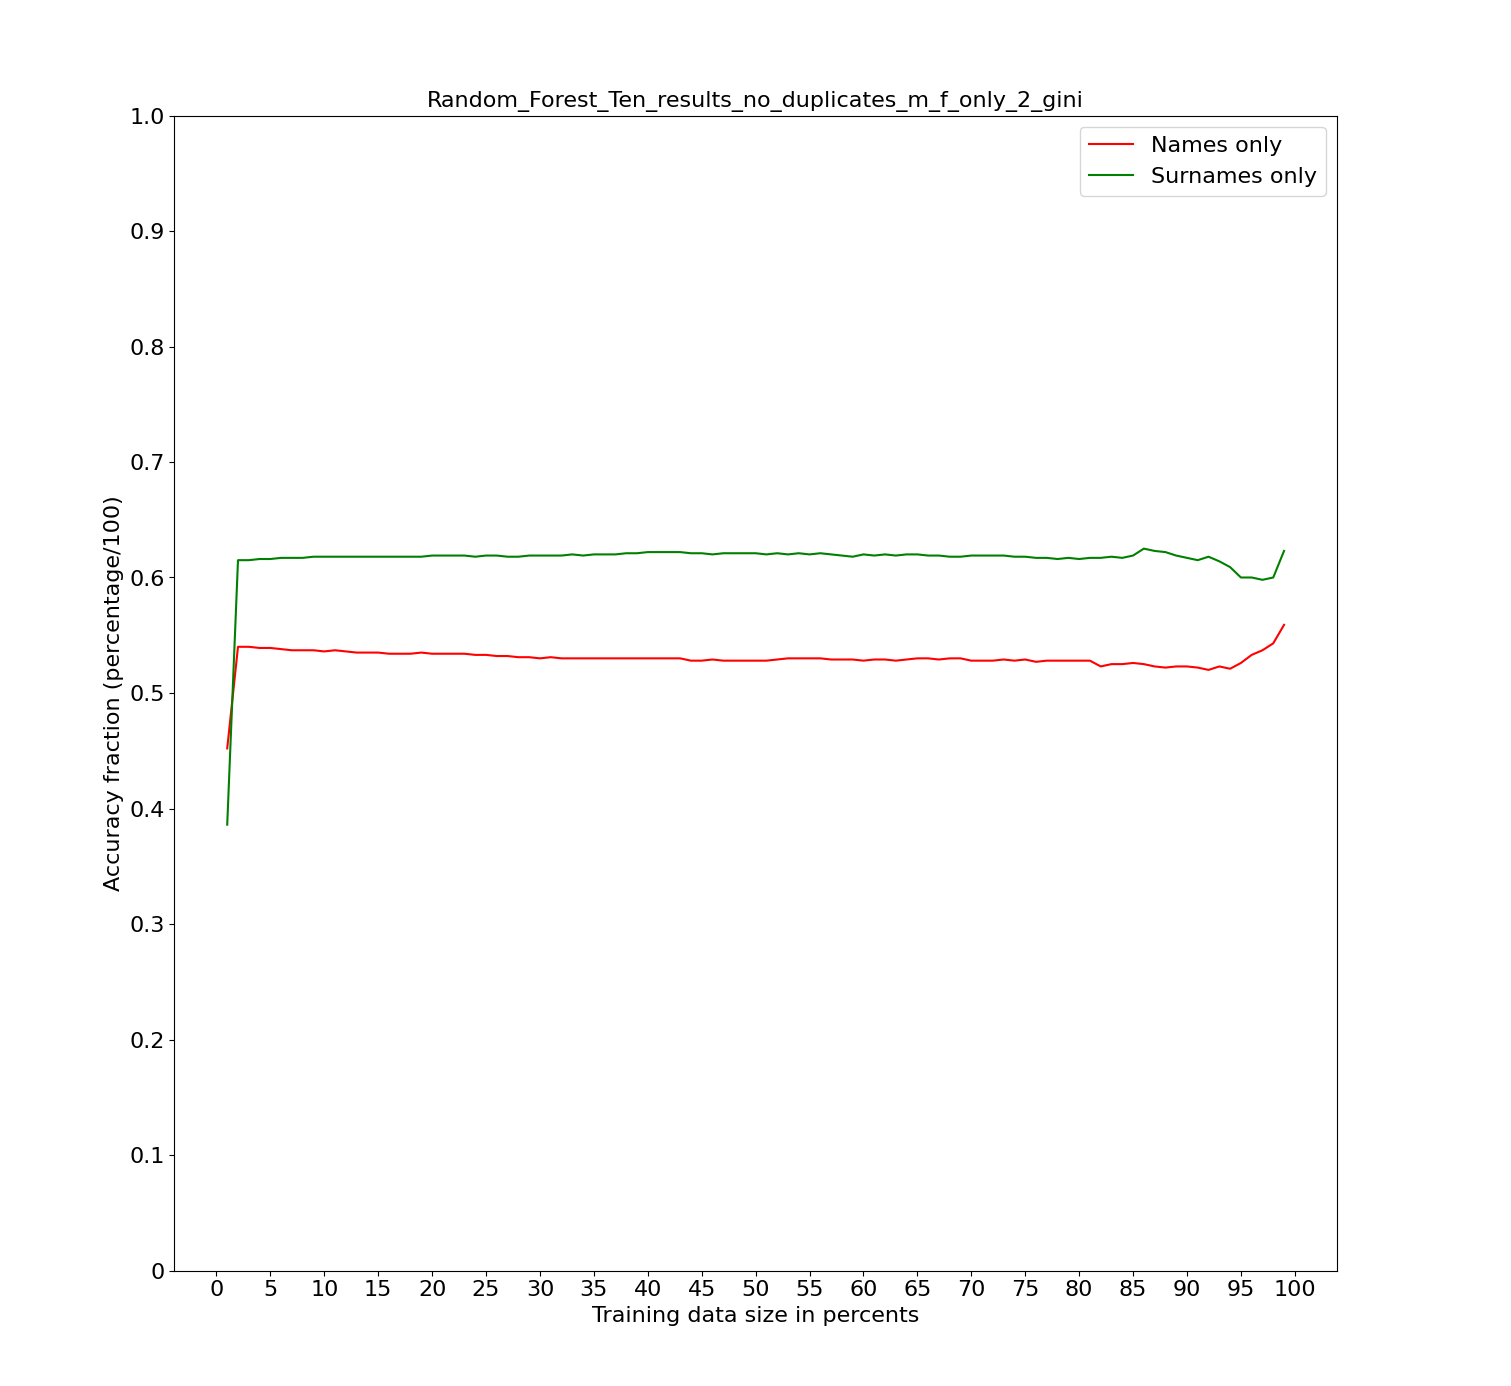 Random_Forest_Ten_results_no_duplicates_m_f_only_2_gini
Names only
Surnames only
1.0
0.9
0.8
0.7
0.6
0.5
0.4
0.3
0.2
0.1
0
Accuracy fraction (percentage/100)
0 5 10 15 20 25 30 35 40 45 50 55 60 65 70 75 80 85 90 95 100
Training data size in percents